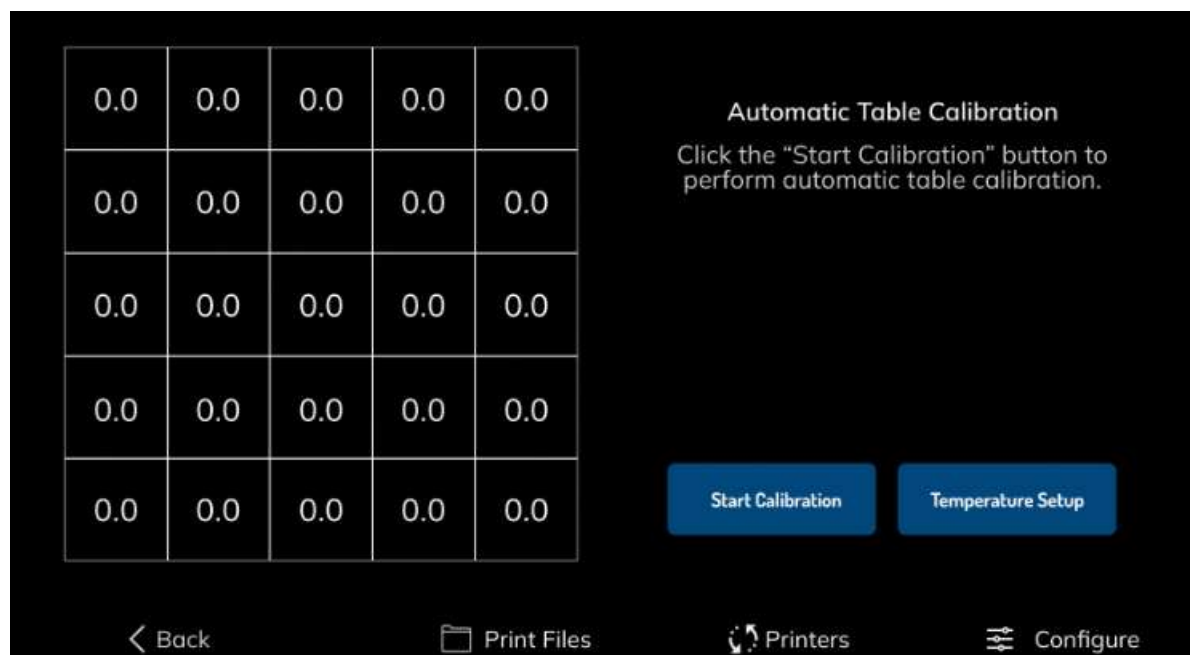 0.0 0.0 0.0 0.0 0.0
0.0 0.0 0.0 0.0 0.0
0.0 0.0 0.0 0.0 0.0
0.0 0.0 0.0 0.0 0.0
0.0 0.0 0.0 0.0 0.0
Automatic Table Calibration
Click the “Start Calibration” button to
perform automatic table calibration.
Start Calibration Temperature Setup
Back Print Files Printers Configure